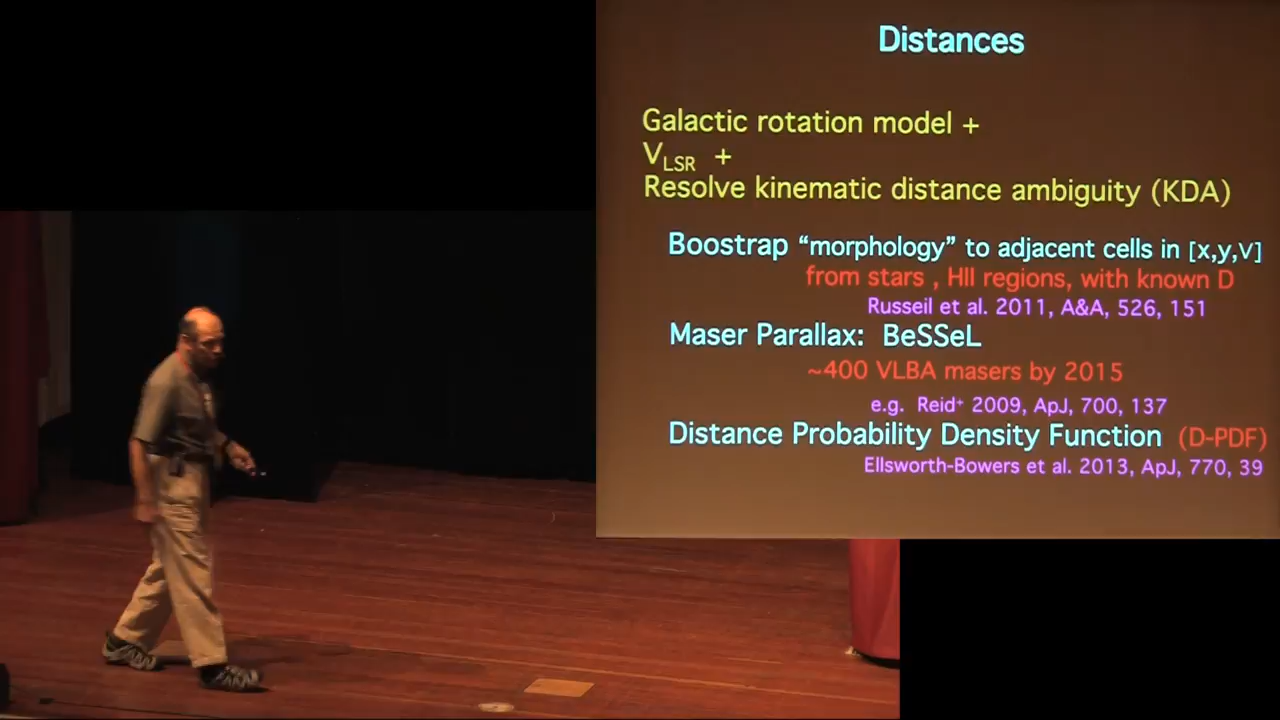 Distances
Galactic rotation model +
VLSR +
Resolve kinematic distance ambiguity (KDA)
Boostrap “morphology” to adjacent cells in [x,y,V]
from stars , HII regions, with known D
Russeil et al. 2011, A&A, 526, 151
Maser Parallax: BeSSeL
~400 VLBA masers by 2015
e.g. Reid+ 2009, ApJ, 700, 137
Distance Probability Density Function (D-PDF)
Ellsworth-Bowers et al. 2013, ApJ, 770, 39